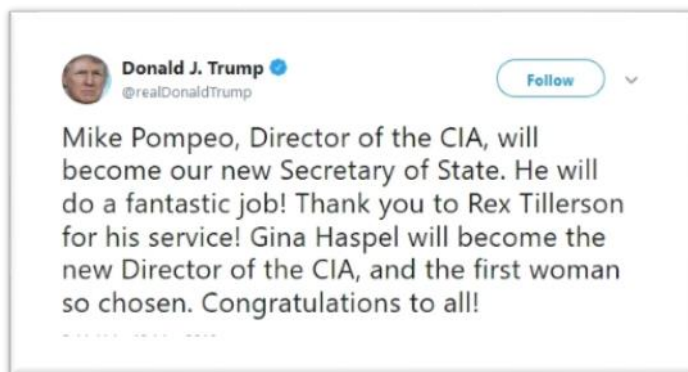 Donald J. Trump
@realDonaldTrump
Follow
Mike Pompeo, Director of the CIA, will
become our new Secretary of State. He will
do a fantastic job! Thank you to Rex Tillerson
for his service! Gina Haspel will become the
new Director of the CIA, and the first woman
so chosen. Congratulations to all!